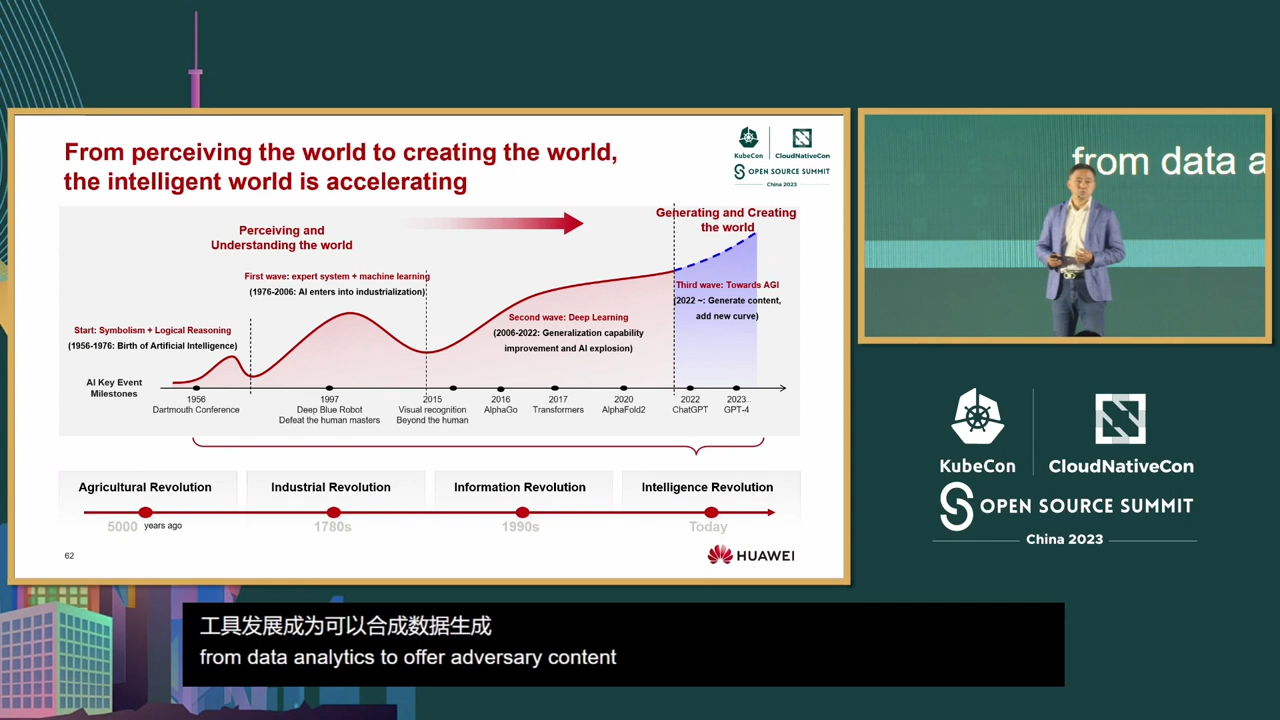 From perceiving the world to creating the world,
the intelligent world is accelerating
KubeCon
CloudNativeCon
OPEN SOURCE SUMMIT
China 2023
Perceiving and
Understanding the world
Generating and Creating
the world
First wave: expert system + machine learning
(1976-2006: AI enters into industrialization)
Third wave: Towards AGI
(2022 ~: Generate content,
add new curve)
Second wave: Deep Learning
(2006-2022: Generalization capability
improvement and AI explosion)
Start: Symbolism + Logical Reasoning
(1956-1976: Birth of Artificial Intelligence)
AI Key Event
Milestones
1956
Dartmouth Conference
1997
Deep Blue Robot
Defeat the human masters
2015
Visual recognition
Beyond the human
2016
AlphaGo
2017
Transformers
2020
AlphaFold2
2022
ChatGPT
2023..
GPT-4
Agricultural Revolution
Industrial Revolution
Information Revolution
Intelligence Revolution
5000 years ago
1780s
1990s
Today
62
HUAWEI
from data a
KubeCon
CloudNativeCon
OPEN SOURCE SUMMIT
China 2023
工具发展成为可以合成数据生成
from data analytics to offer adversary content